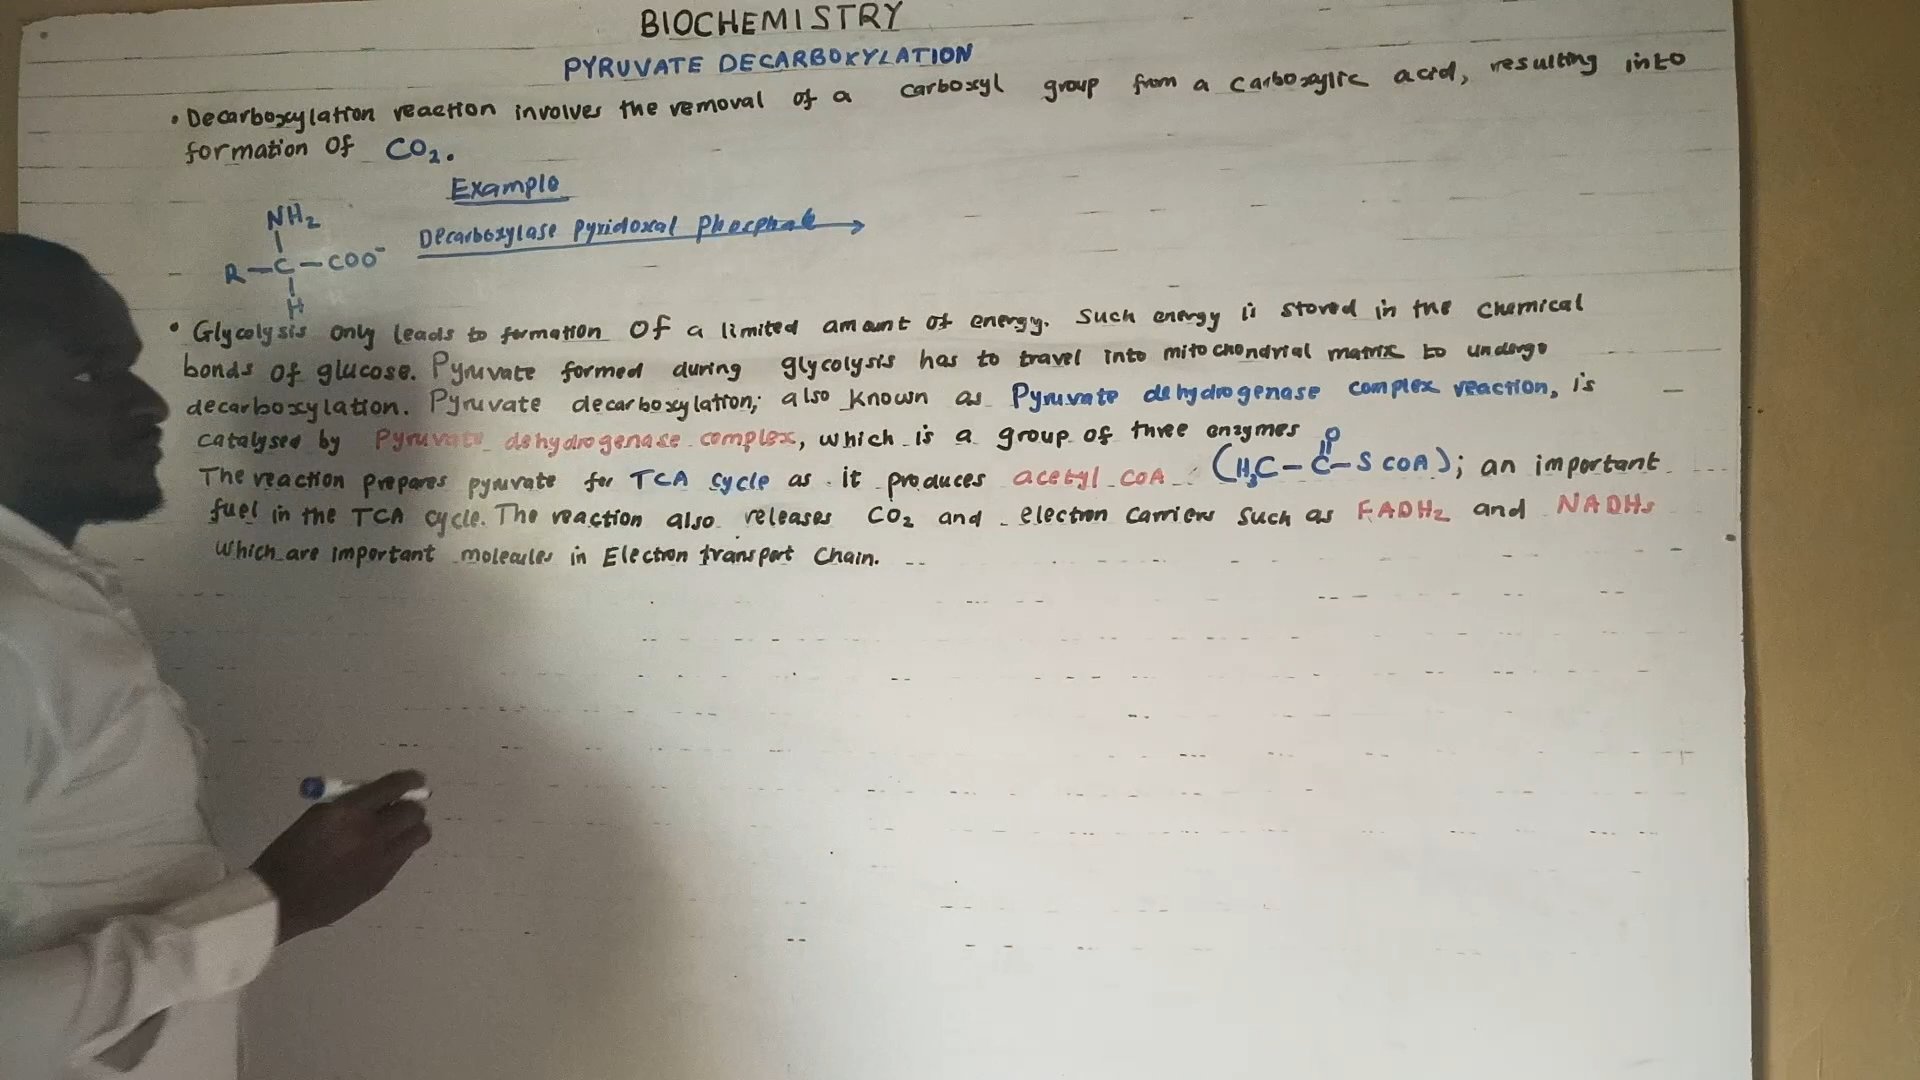 BIOCHEMISTRY
PYRUVATE DECARBOXYLATION
• Decarboxylation reaction involves the removal of a carboxyl group from a carboxylic acid, resulting into
formation of CO₂.
Example
NH₂
R–C–COO⁻
H
Decarboxylase Pyridoxal Phosphate
• Glycolysis only leads to formation of a limited amount of energy. Such energy is stored in the chemical
bonds of glucose. Pyruvate formed during glycolysis has to travel into mitochondrial matrix to undergo
decarboxylation. Pyruvate decarboxylation; also known as Pyruvate dehydrogenase complex reaction, is
catalysed by Pyruvate dehydrogenase complex, which is a group of three enzymes
The reaction prepares pyruvate for TCA cycle as it produces acetyl coA (H₃C–C–S COA); an important
O
fuel in the TCA cycle. The reaction also releases CO₂ and electron carriers such as FADH₂ and NADHs
which are important molecules in Electron transport Chain.